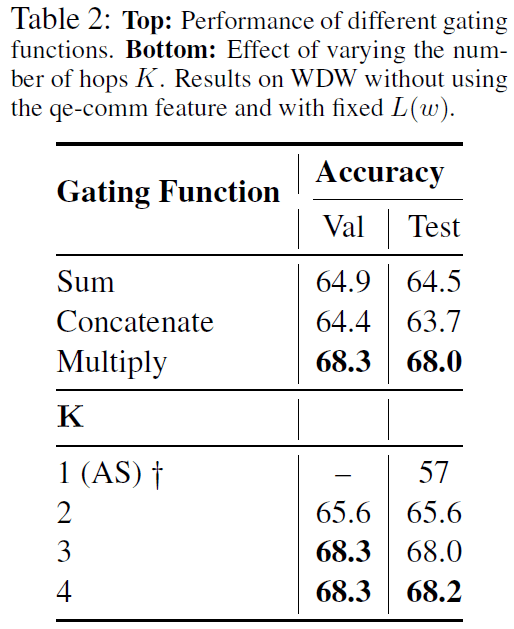 Table 2: Top: Performance of different gating
functions. Bottom: Effect of varying the num-
ber of hops K. Results on WDW without using
the qe-comm feature and with fixed L(w).
Gating Function Accuracy
Val Test
Sum 64.9 64.5
Concatenate 64.4 63.7
Multiply 68.3 68.0
K
1 (AS) † – 57
2 65.6 65.6
3 68.3 68.0
4 68.3 68.2